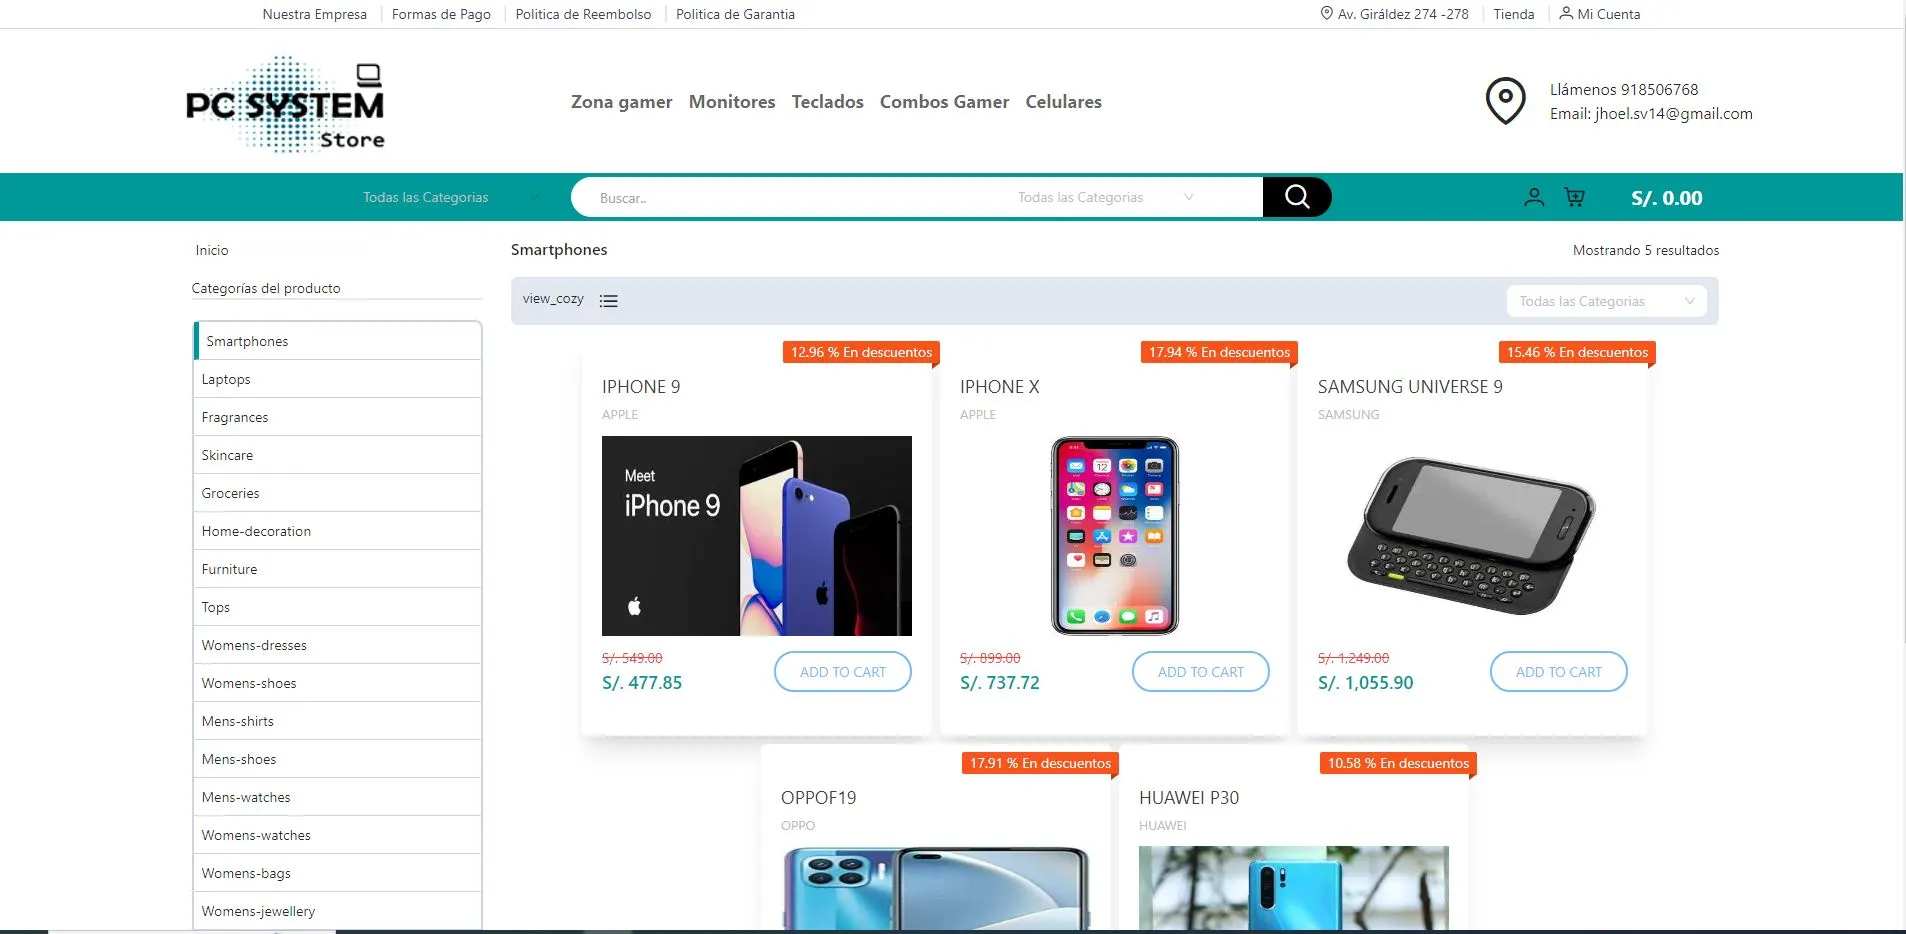 Nuestra Empresa Formas de Pago Politica de Reembolso Politica de Garantia Av. Giráldez 274 -278 Tienda Mi Cuenta
PC SYSTEM
Store
Zona gamer Monitores Teclados Combos Gamer Celulares
Llámenos 918506768
Email: jhoel.sv14@gmail.com
Todas las Categorias Buscar.. Todas las Categorias S/. 0.00
Inicio
Categorías del producto
Smartphones
Laptops
Fragrances
Skincare
Groceries
Home-decoration
Furniture
Tops
Womens-dresses
Womens-shoes
Mens-shirts
Mens-shoes
Mens-watches
Womens-watches
Womens-bags
Womens-jewellery
Smartphones Mostrando 5 resultados
view_cozy Todas las Categorias
12.96 % En descuentos
IPHONE 9
APPLE
Meet
iPhone 9
S/. 549.00
S/. 477.85
ADD TO CART
17.94 % En descuentos
IPHONE X
APPLE
S/. 899.00
S/. 737.72
ADD TO CART
15.46 % En descuentos
SAMSUNG UNIVERSE 9
SAMSUNG
S/. 1,249.00
S/. 1,055.90
ADD TO CART
17.91 % En descuentos
OPPOF19
OPPO
10.58 % En descuentos
HUAWEI P30
HUAWEI